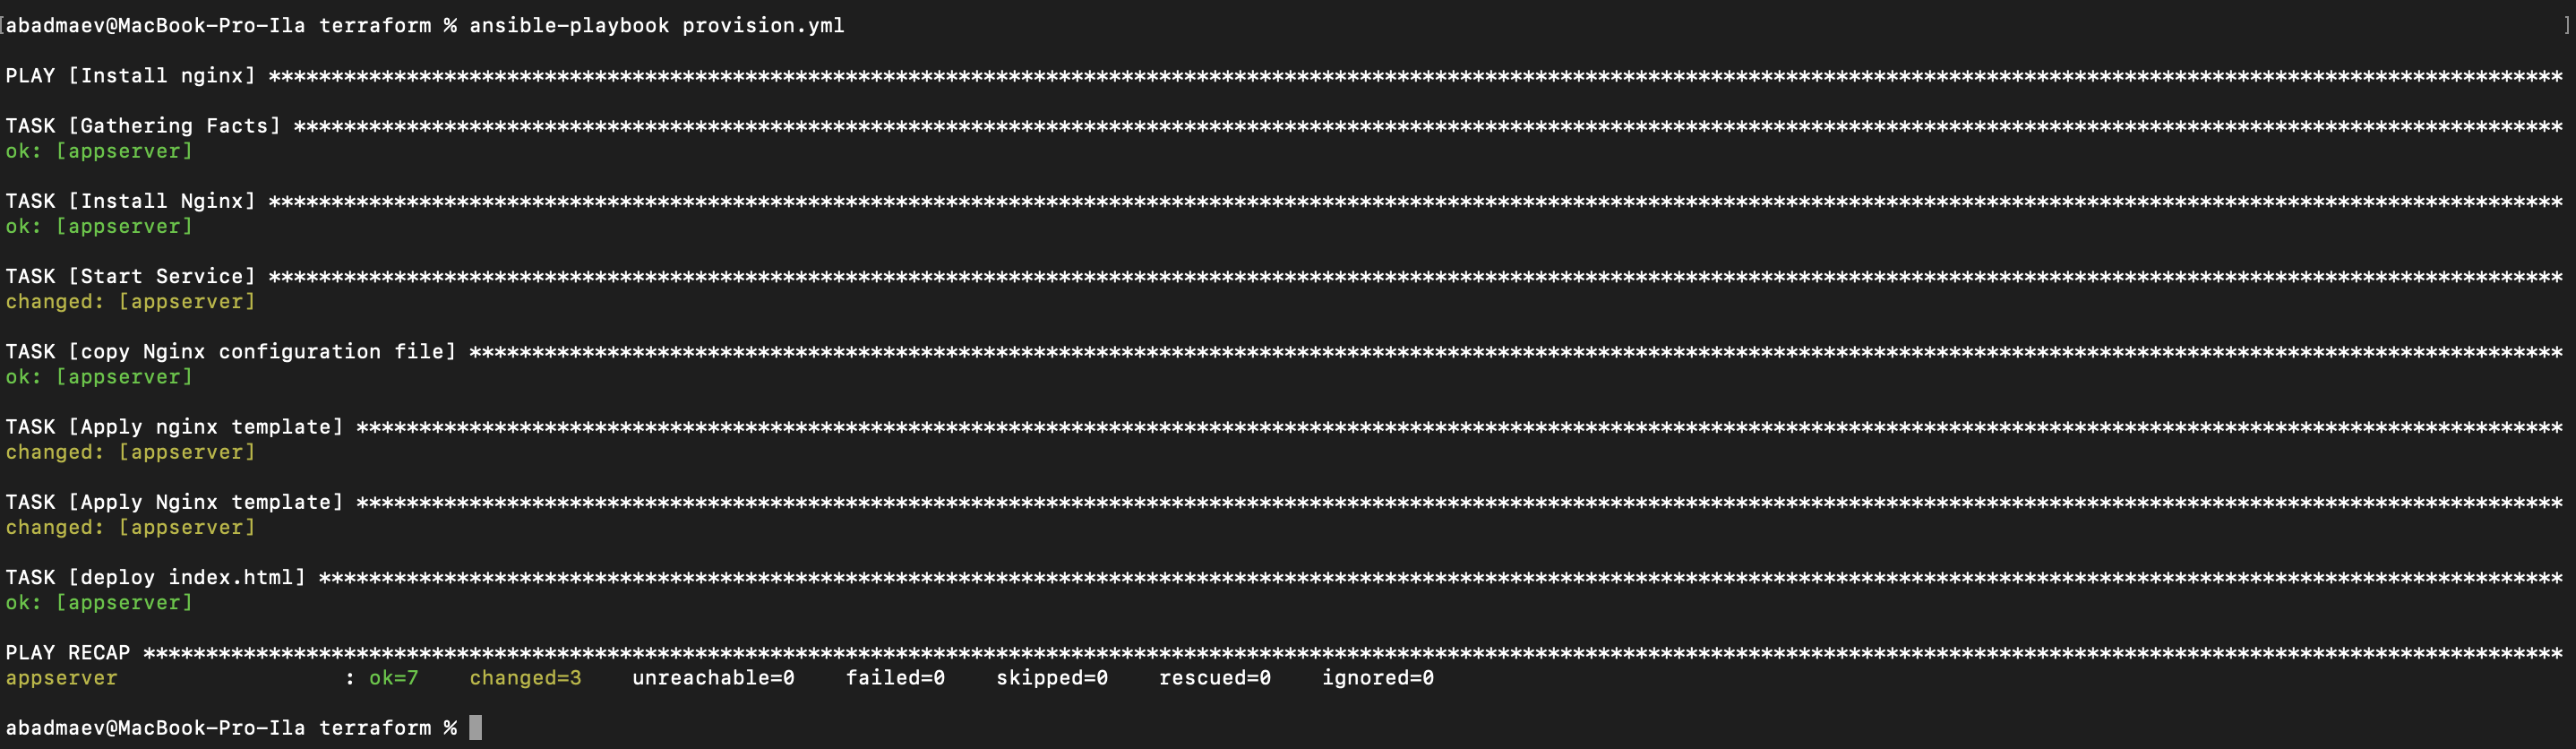 abadmaev@MacBook-Pro-Ila terraform % ansible-playbook provision.yml
PLAY [Install nginx] ****************************************************************************************************************************************************************************************
TASK [Gathering Facts] **************************************************************************************************************************************************************************************
ok: [appserver]
TASK [Install Nginx] ****************************************************************************************************************************************************************************************
ok: [appserver]
TASK [Start Service] ****************************************************************************************************************************************************************************************
changed: [appserver]
TASK [copy Nginx configuration file] ************************************************************************************************************************************************************************
ok: [appserver]
TASK [Apply nginx template] *********************************************************************************************************************************************************************************
changed: [appserver]
TASK [Apply Nginx template] *********************************************************************************************************************************************************************************
changed: [appserver]
TASK [deploy index.html] ************************************************************************************************************************************************************************************
ok: [appserver]
PLAY RECAP **************************************************************************************************************************************************************************************************
appserver                  : ok=7    changed=3    unreachable=0    failed=0    skipped=0    rescued=0    ignored=0
abadmaev@MacBook-Pro-Ila terraform %